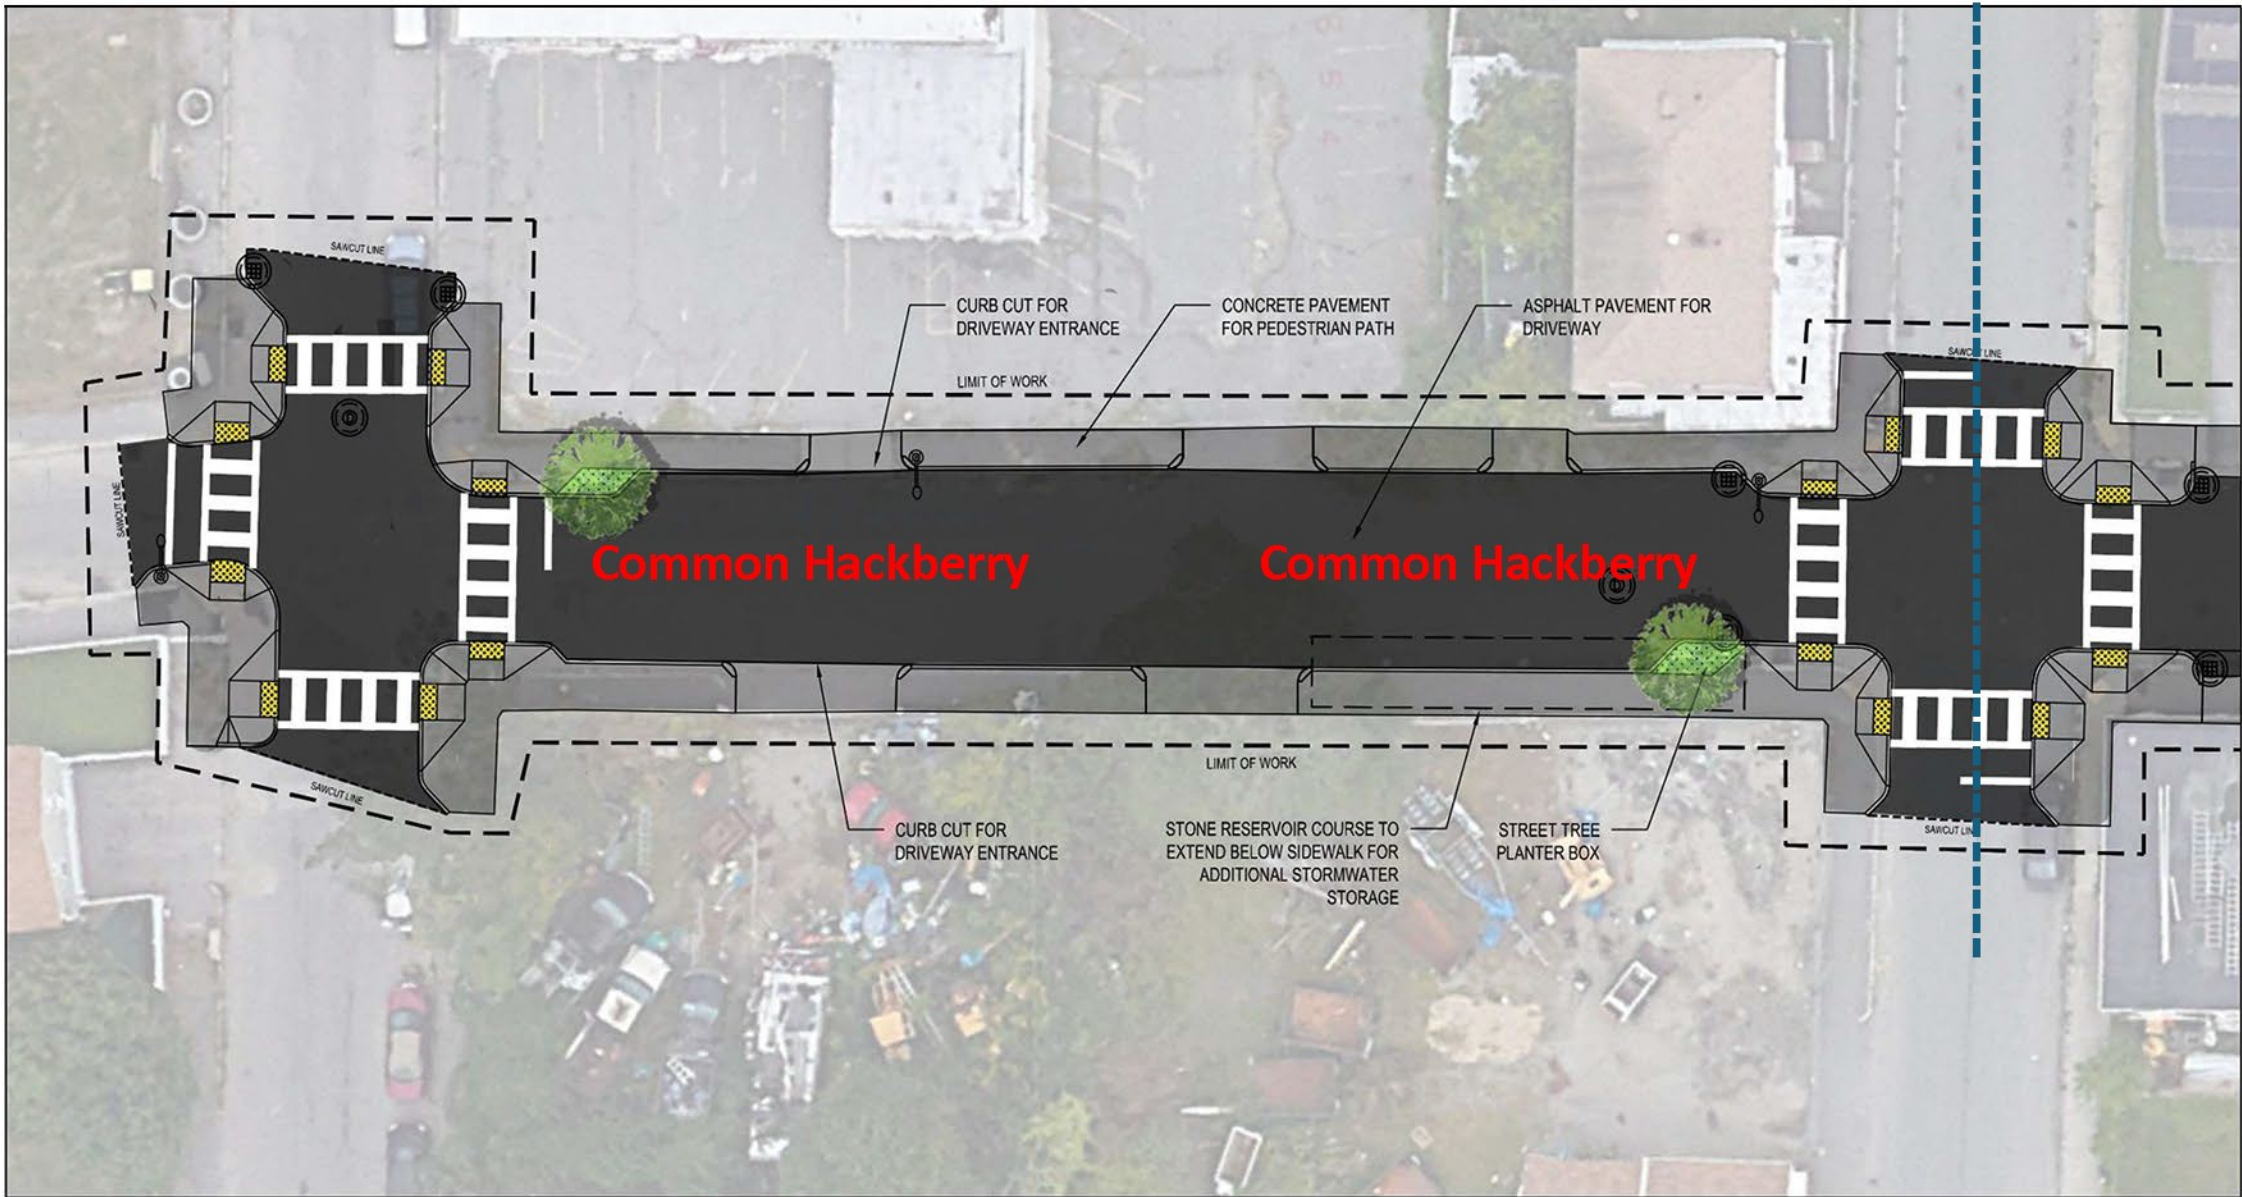 SAWCUT LINE
CURB CUT FOR
DRIVEWAY ENTRANCE
CONCRETE PAVEMENT
FOR PEDESTRIAN PATH
ASPHALT PAVEMENT FOR
DRIVEWAY
SAWCUT LINE
LIMIT OF WORK
SAWCUT LINE
Common Hackberry
Common Hackberry
LIMIT OF WORK
SAWCUT LINE
CURB CUT FOR
DRIVEWAY ENTRANCE
STONE RESERVOIR COURSE TO
EXTEND BELOW SIDEWALK FOR
ADDITIONAL STORMWATER
STORAGE
STREET TREE
PLANTER BOX
SAWCUT LINE